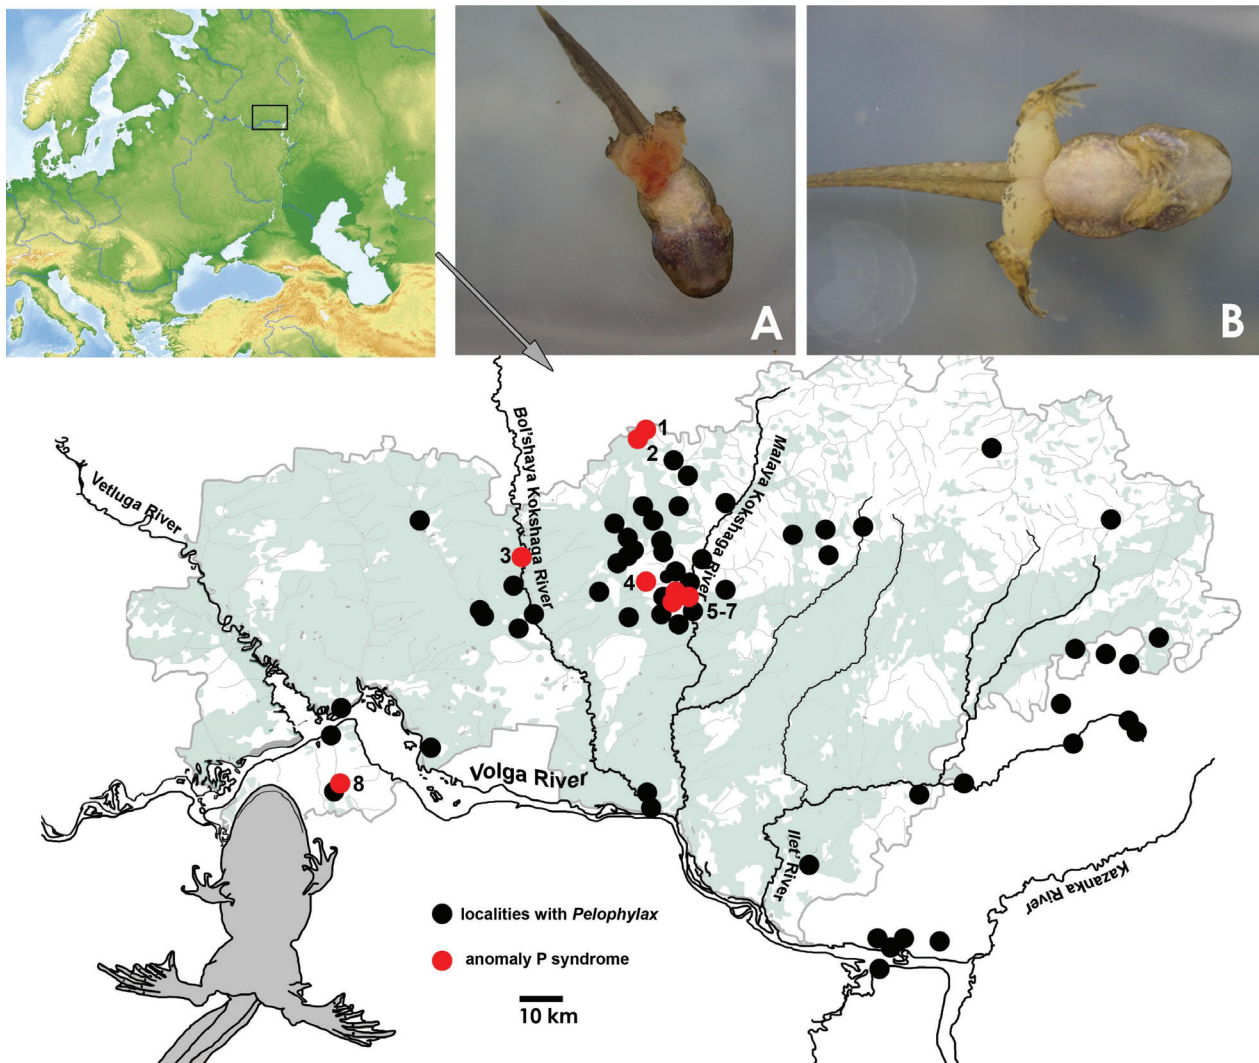 A
B
Bol'shaya Kokshaga River
Malaya Kokshaga River
Vetluga River
1
2
3
4
5-7
Volga River
8
Ilet' River
Kazanka River
localities with Pelophylax
anomaly P syndrome
10 km